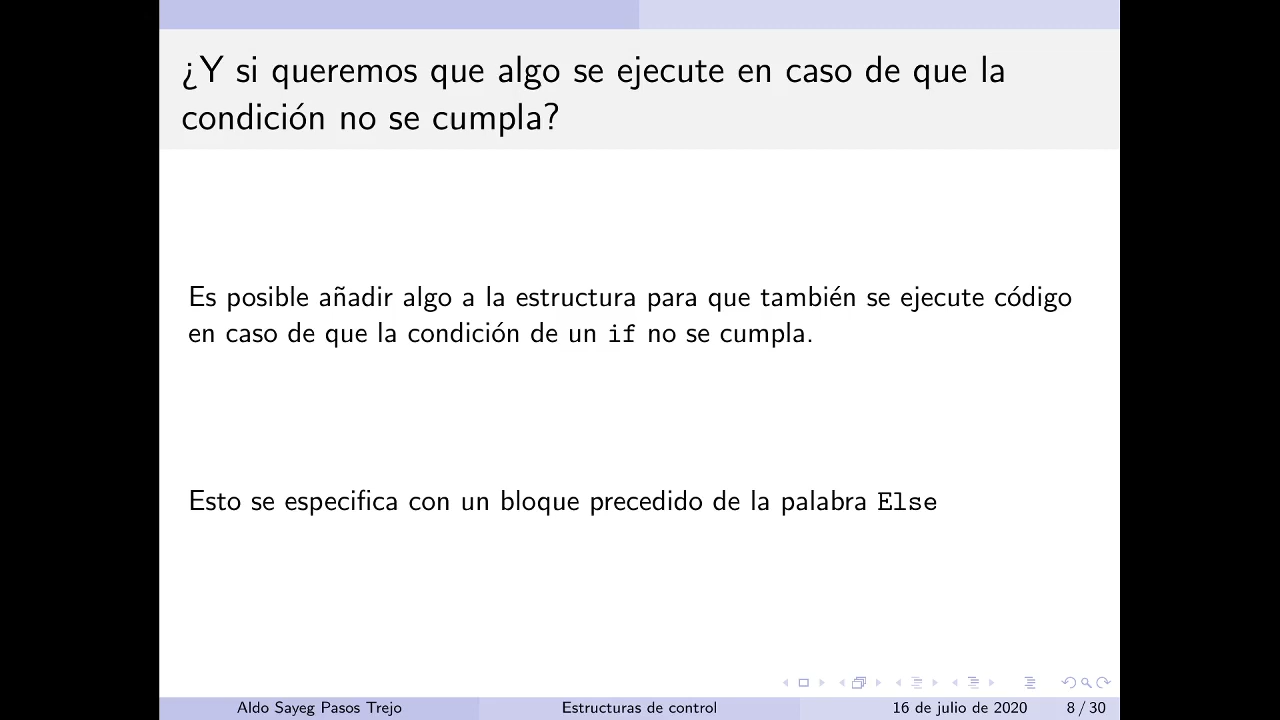 ¿Y si queremos que algo se ejecute en caso de que la
condición no se cumpla?
Es posible añadir algo a la estructura para que también se ejecute código
en caso de que la condición de un if no se cumpla.
Esto se especifica con un bloque precedido de la palabra Else
Aldo Sayeg Pasos Trejo
Estructuras de control
16 de julio de 2020
8 / 30